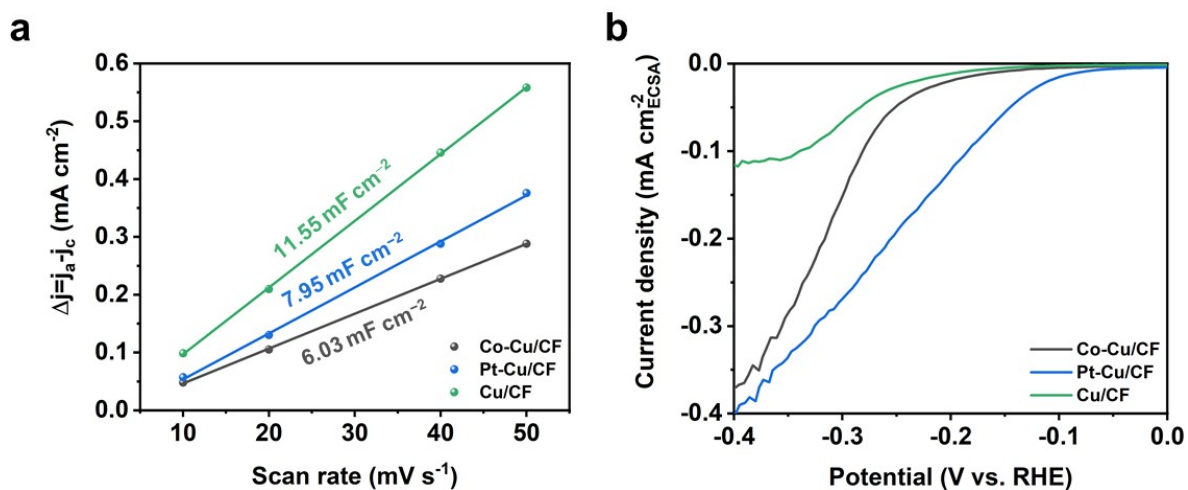 a
0.6
0.5
0.4
0.3
0.2
0.1
0.0
Δj=jₐ-j_c (mA cm⁻²)
11.55 mF cm⁻²
7.95 mF cm⁻²
6.03 mF cm⁻²
Co-Cu/CF
Pt-Cu/CF
Cu/CF
10 20 30 40 50
Scan rate (mV s⁻¹)
b
0.0
-0.1
-0.2
-0.3
-0.4
Current density (mA cm⁻²_ECSA)
Co-Cu/CF
Pt-Cu/CF
Cu/CF
-0.4 -0.3 -0.2 -0.1 0.0
Potential (V vs. RHE)